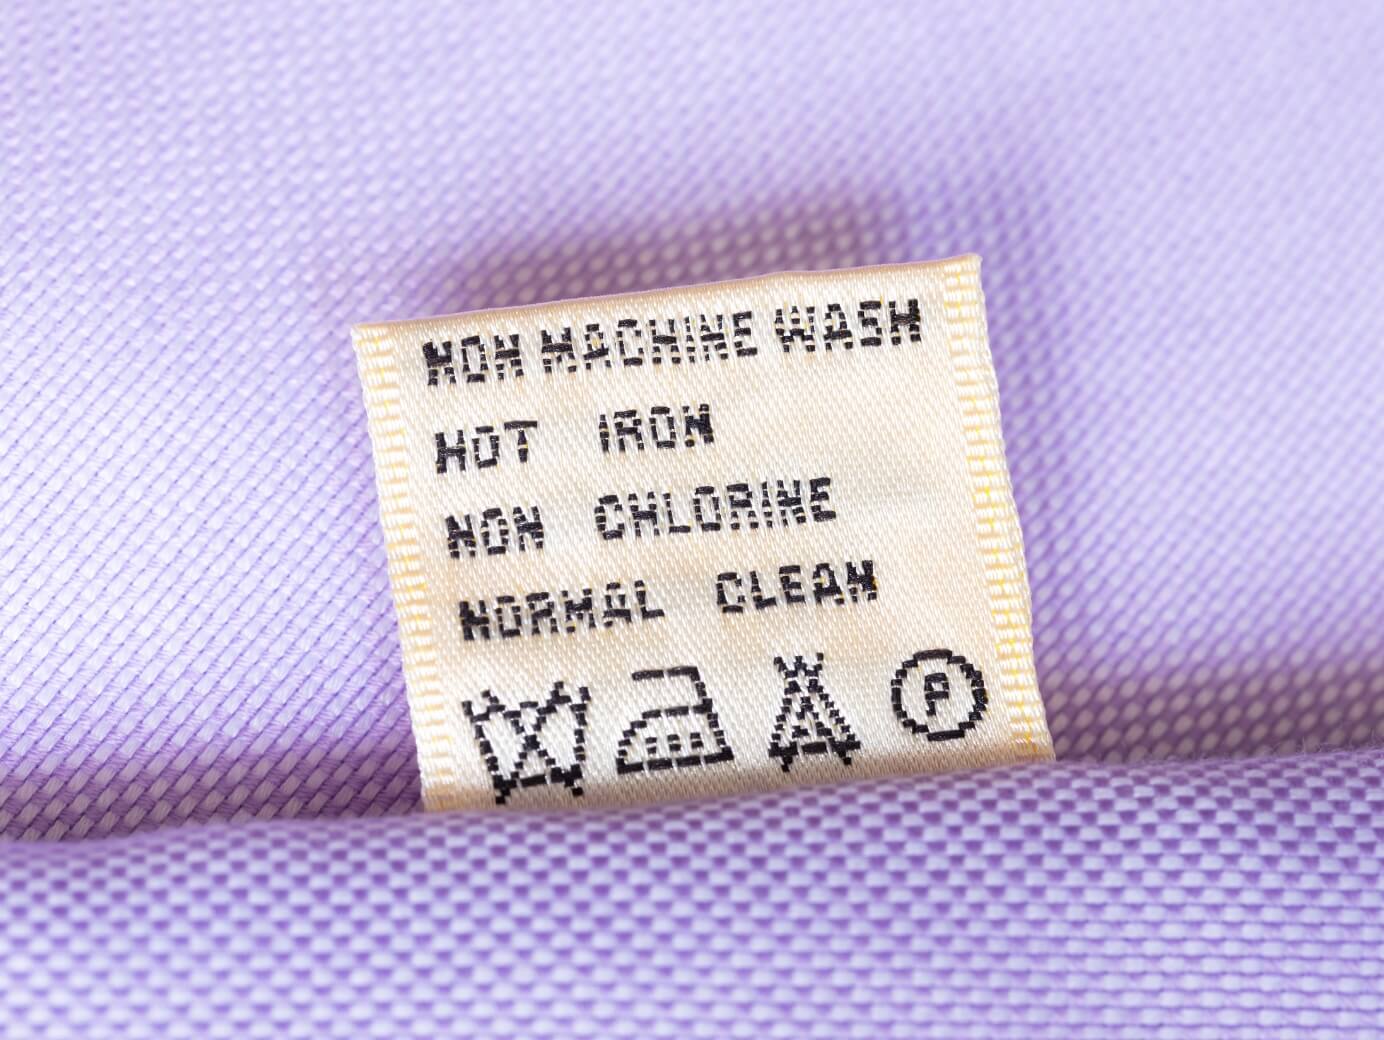 NON MACHINE WASH
HOT IRON
NON CHLORINE
NORMAL CLEAN
P